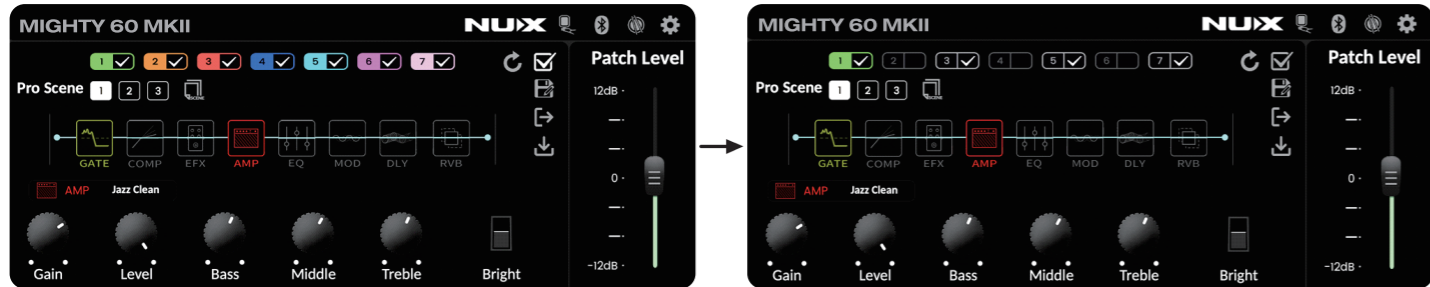 MIGHTY 60 MKII NUX
1 2 3 4 5 6 7 Patch Level
Pro Scene 1 2 3 SCENE 12dB
GATE COMP EFX AMP EQ MOD DLY RVB
0
AMP Jazz Clean
-12dB
Gain Level Bass Middle Treble Bright
MIGHTY 60 MKII NUX
1 2 3 4 5 6 7 Patch Level
Pro Scene 1 2 3 SCENE 12dB
GATE COMP EFX AMP EQ MOD DLY RVB
0
AMP Jazz Clean
-12dB
Gain Level Bass Middle Treble Bright